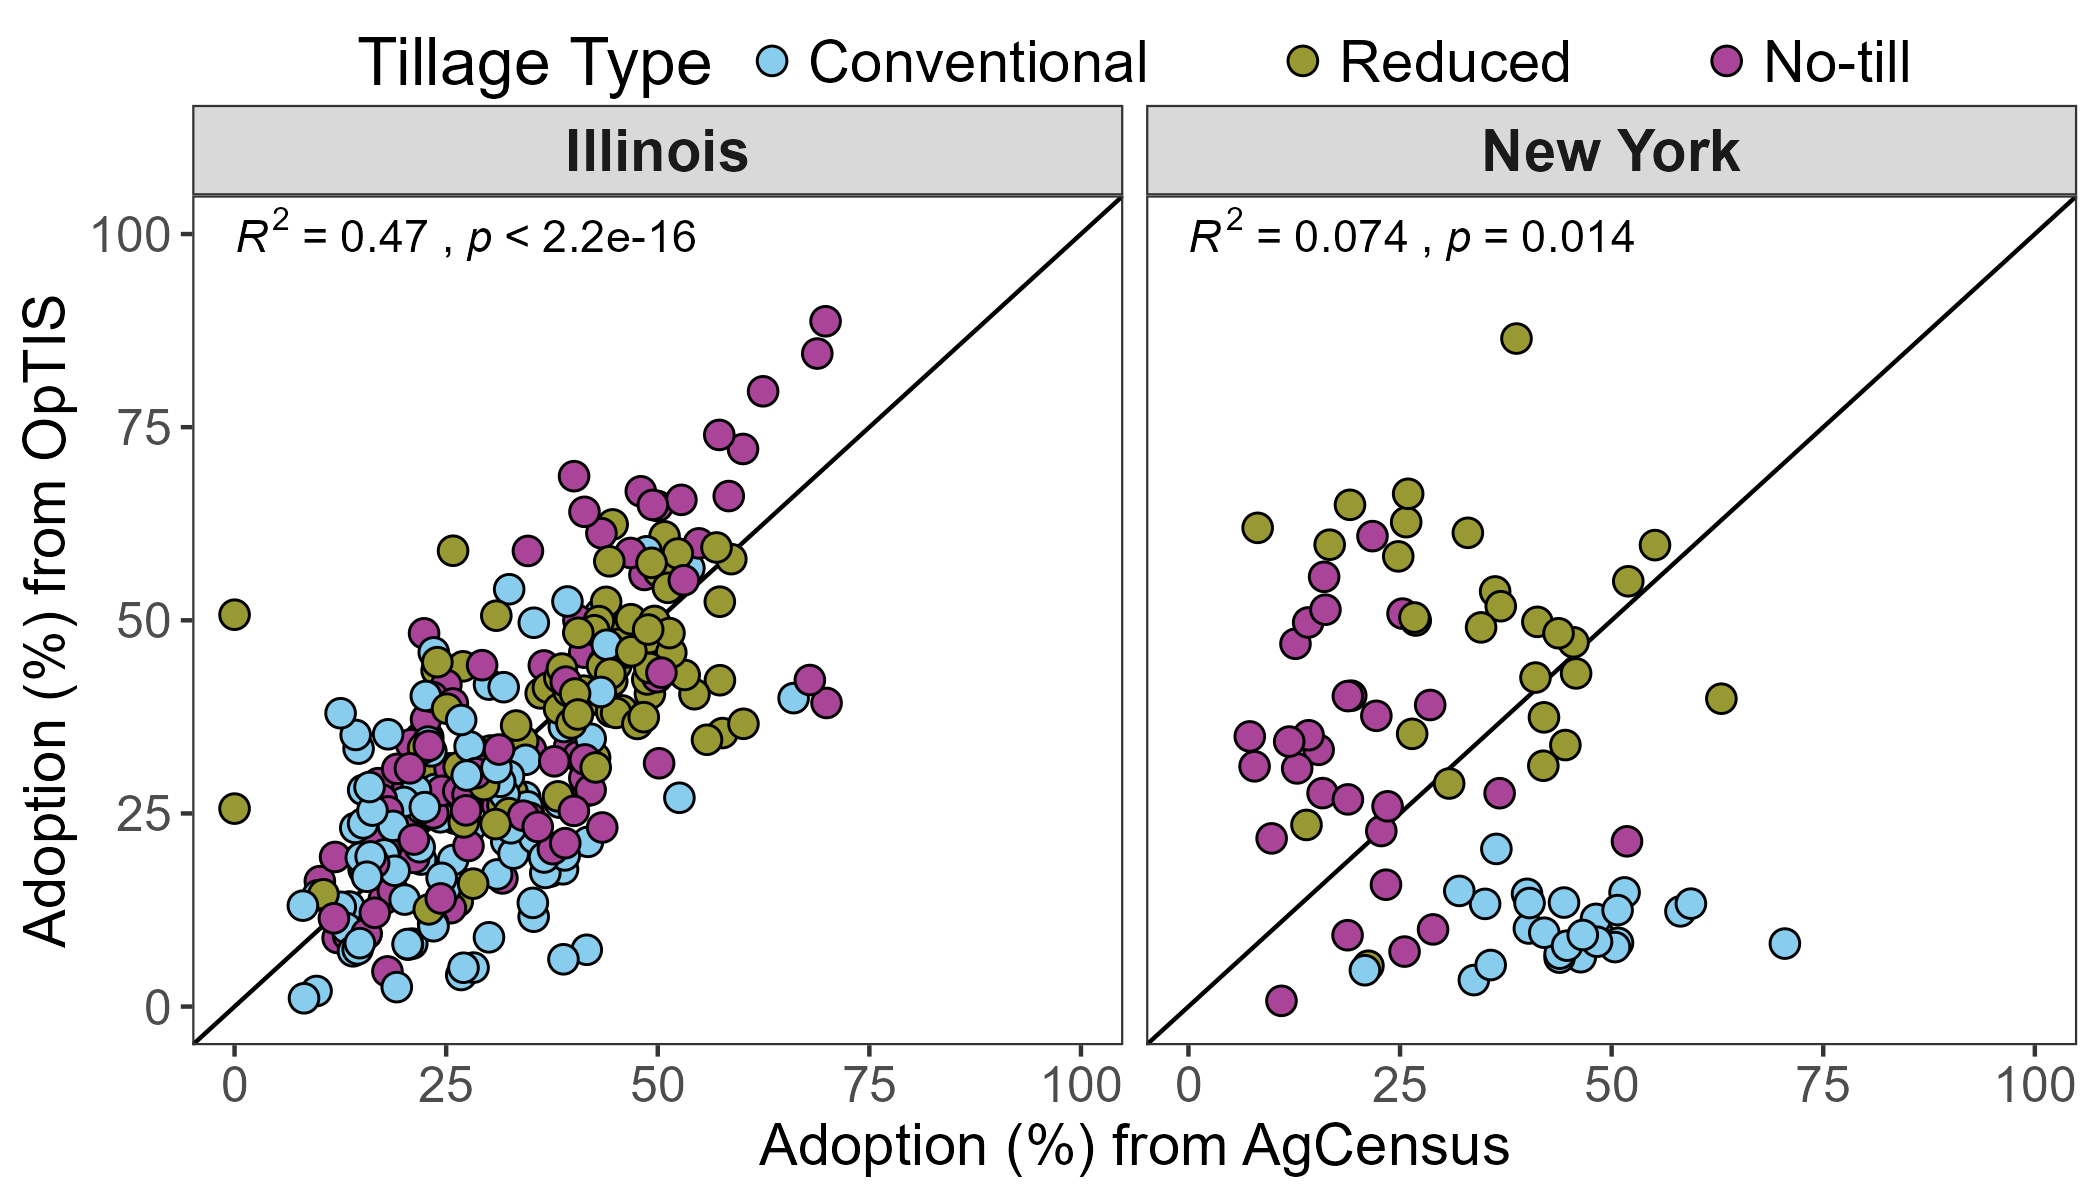 Tillage Type Conventional Reduced No-till
Illinois New York
R² = 0.47 , p < 2.2e-16
R² = 0.074 , p = 0.014
Adoption (%) from OpTIS
100
75
50
25
0
0 25 50 75 100
0 25 50 75 100
Adoption (%) from AgCensus